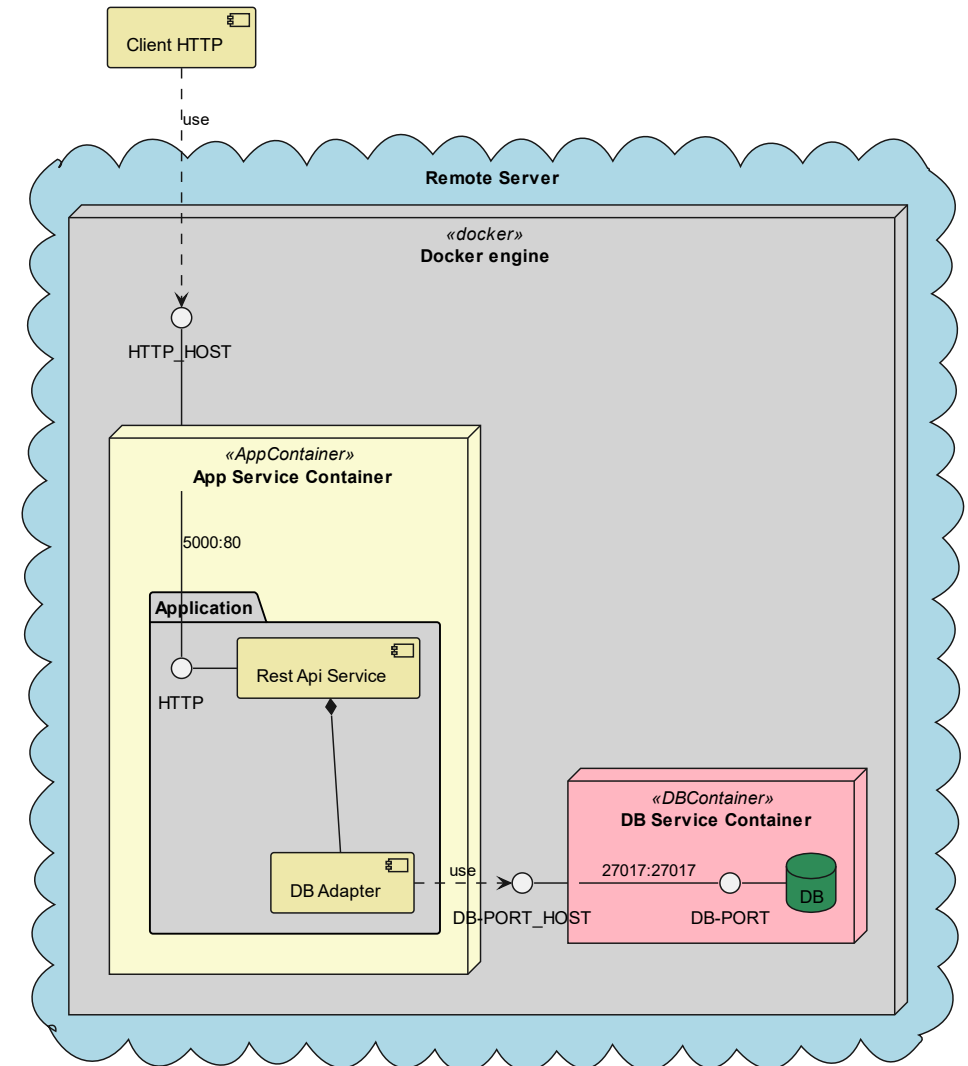 Client HTTP
use
Remote Server
«docker»
Docker engine
HTTP_HOST
«AppContainer»
App Service Container
5000:80
Application
Rest Api Service
HTTP
«DBContainer»
DB Service Container
DB Adapter
use
DB-PORT_HOST
27017:27017
DB-PORT
DB